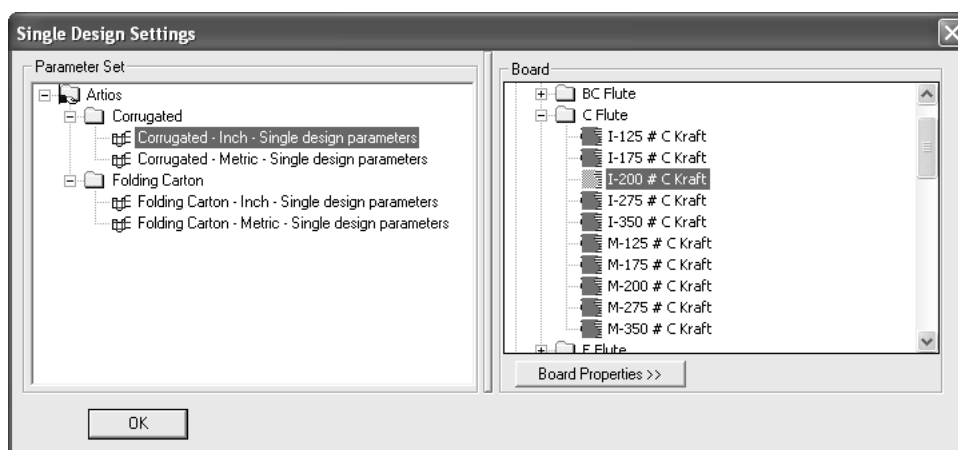 Single Design Settings
Parameter Set
Artios
Corrugated
Corrugated - Inch - Single design parameters
Corrugated - Metric - Single design parameters
Folding Carton
Folding Carton - Inch - Single design parameters
Folding Carton - Metric - Single design parameters
OK
Board
BC Flute
C Flute
I-125 # C Kraft
I-175 # C Kraft
I-200 # C Kraft
I-275 # C Kraft
I-350 # C Kraft
M-125 # C Kraft
M-175 # C Kraft
M-200 # C Kraft
M-275 # C Kraft
M-350 # C Kraft
Flute
Board Properties >>